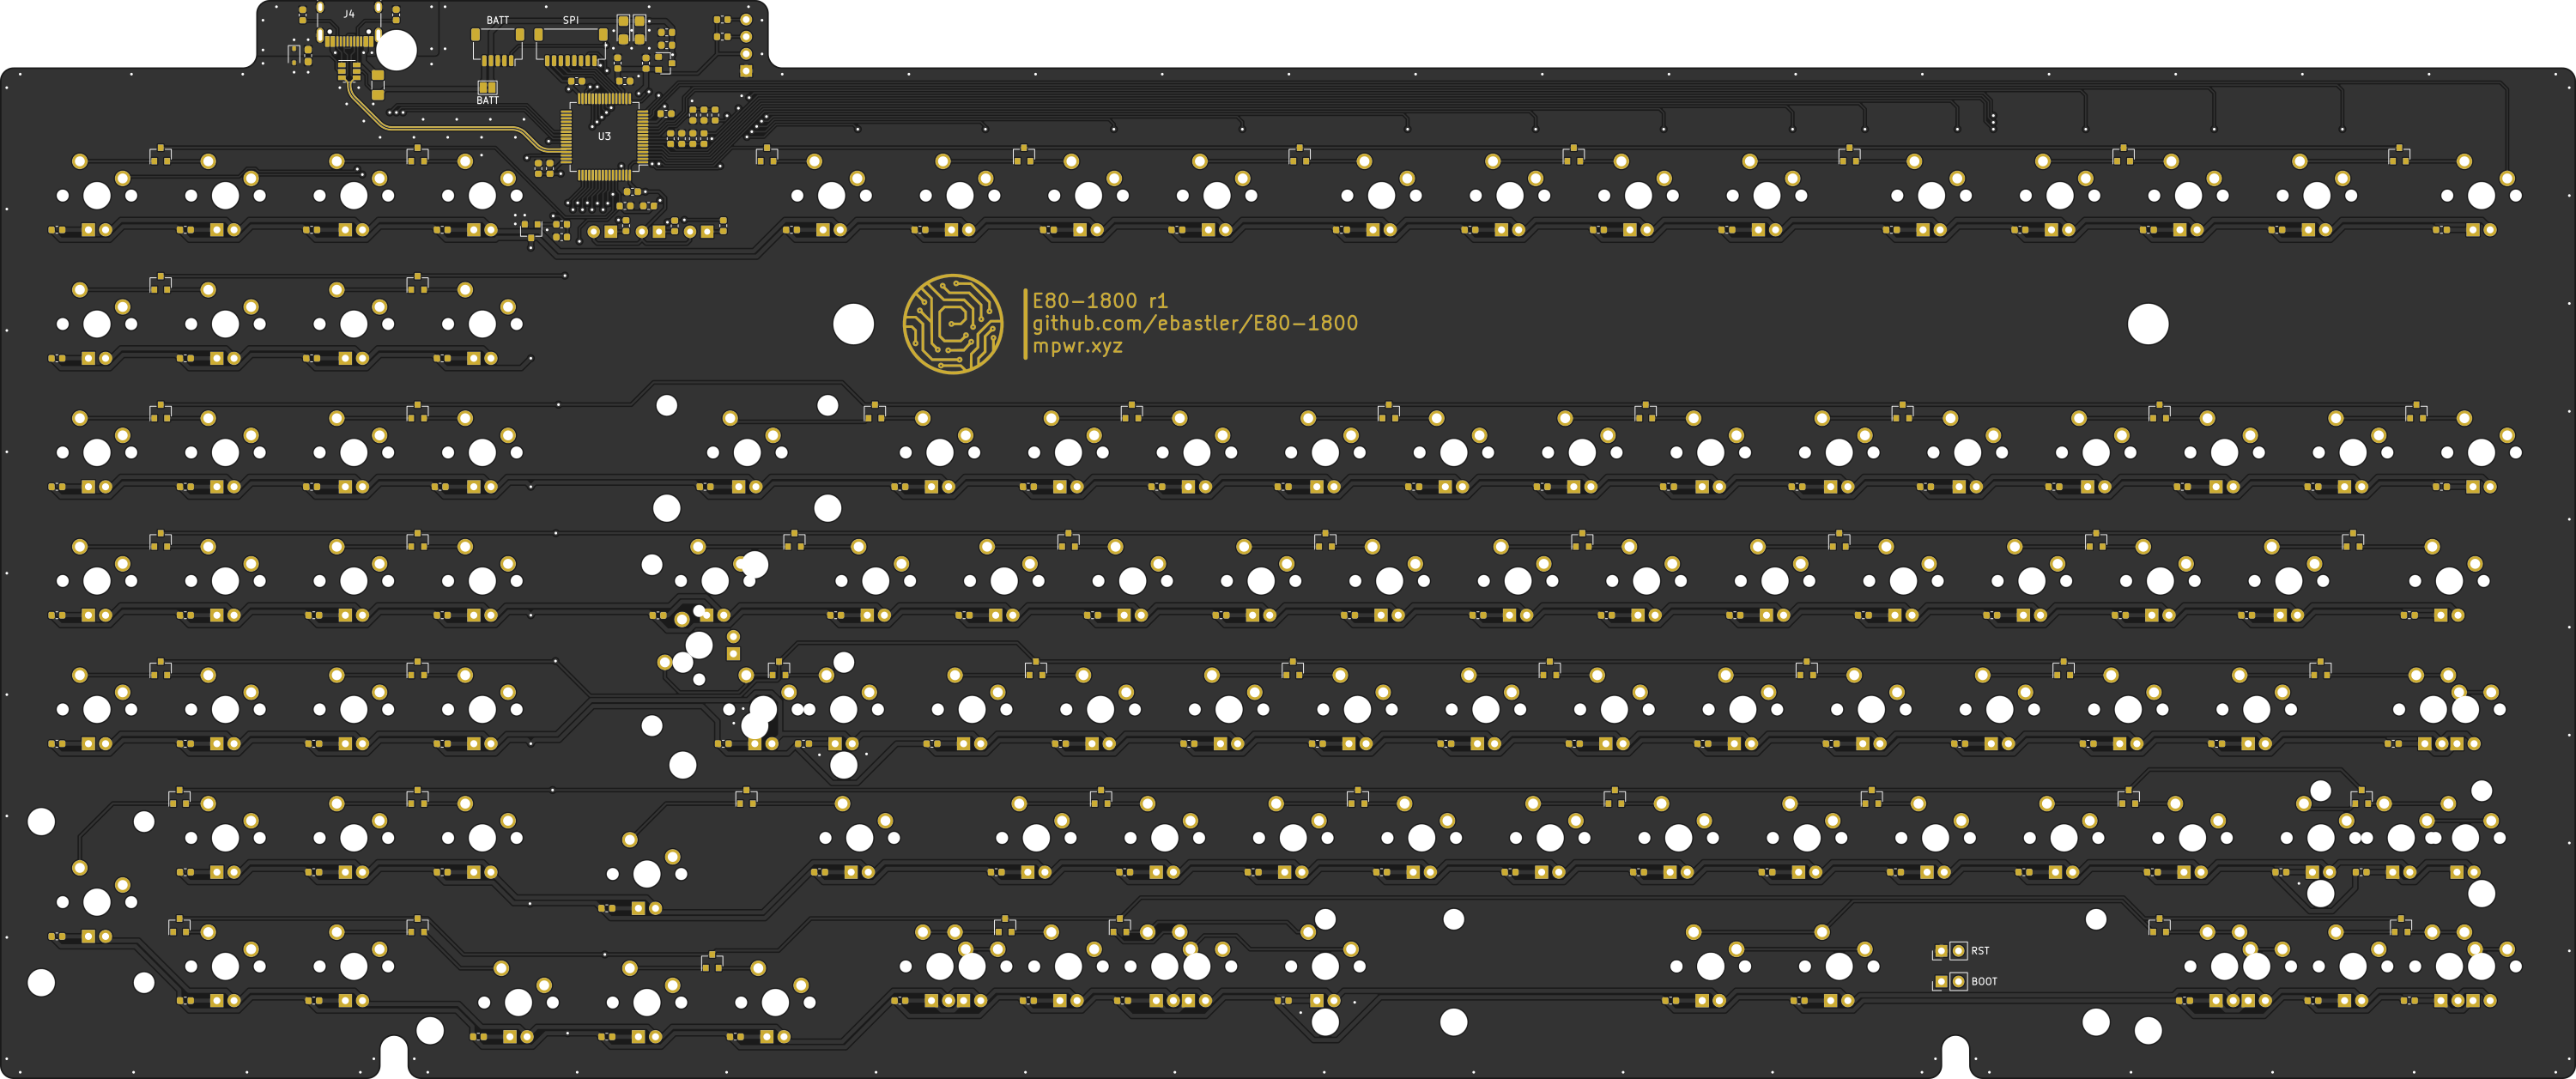 J4
BATT
SPI
BATT
U3
E80-1800 r1
github.com/ebastler/E80-1800
mpwr.xyz
RST
BOOT